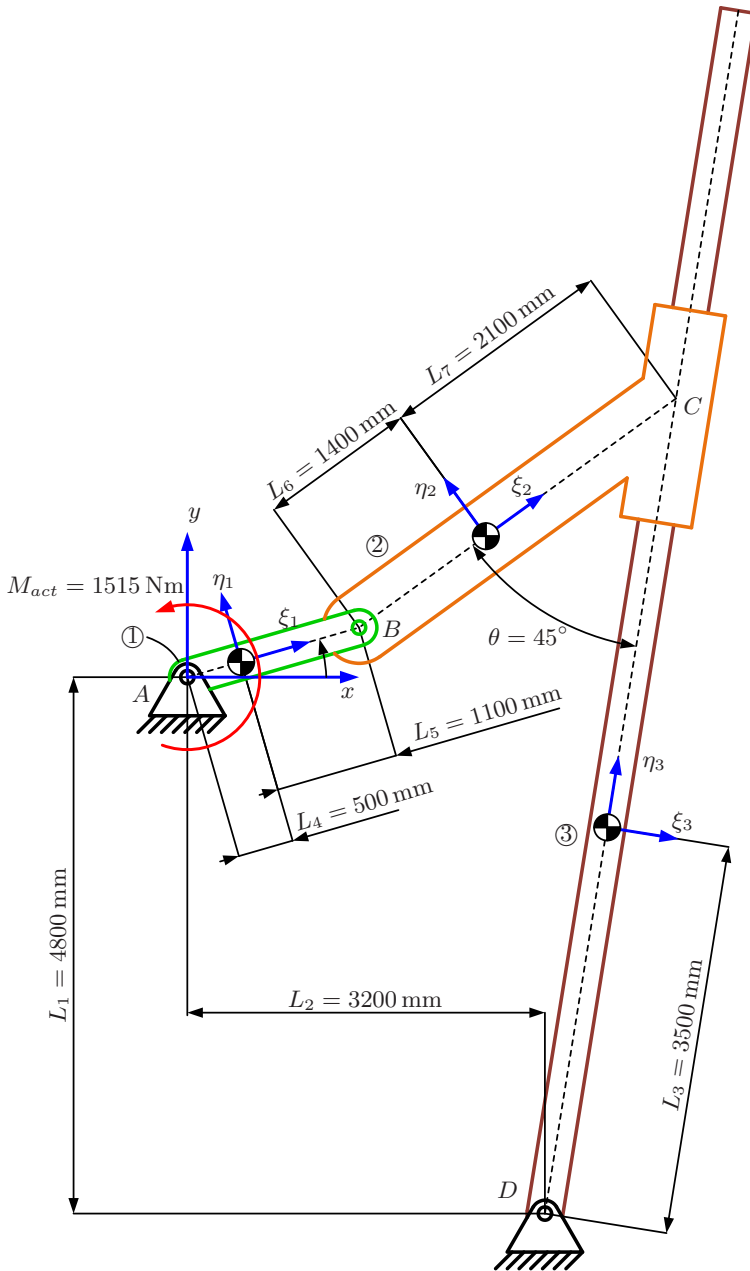 L₇ = 2100 mm
C
L₆ = 1400 mm
η₂
ξ₂
②
y
M_act = 1515 Nm
η₁
ξ₁
B
θ = 45°
①
A
x
L₅ = 1100 mm
η₃
L₄ = 500 mm
ξ₃
③
L₁ = 4800 mm
L₂ = 3200 mm
L₃ = 3500 mm
D